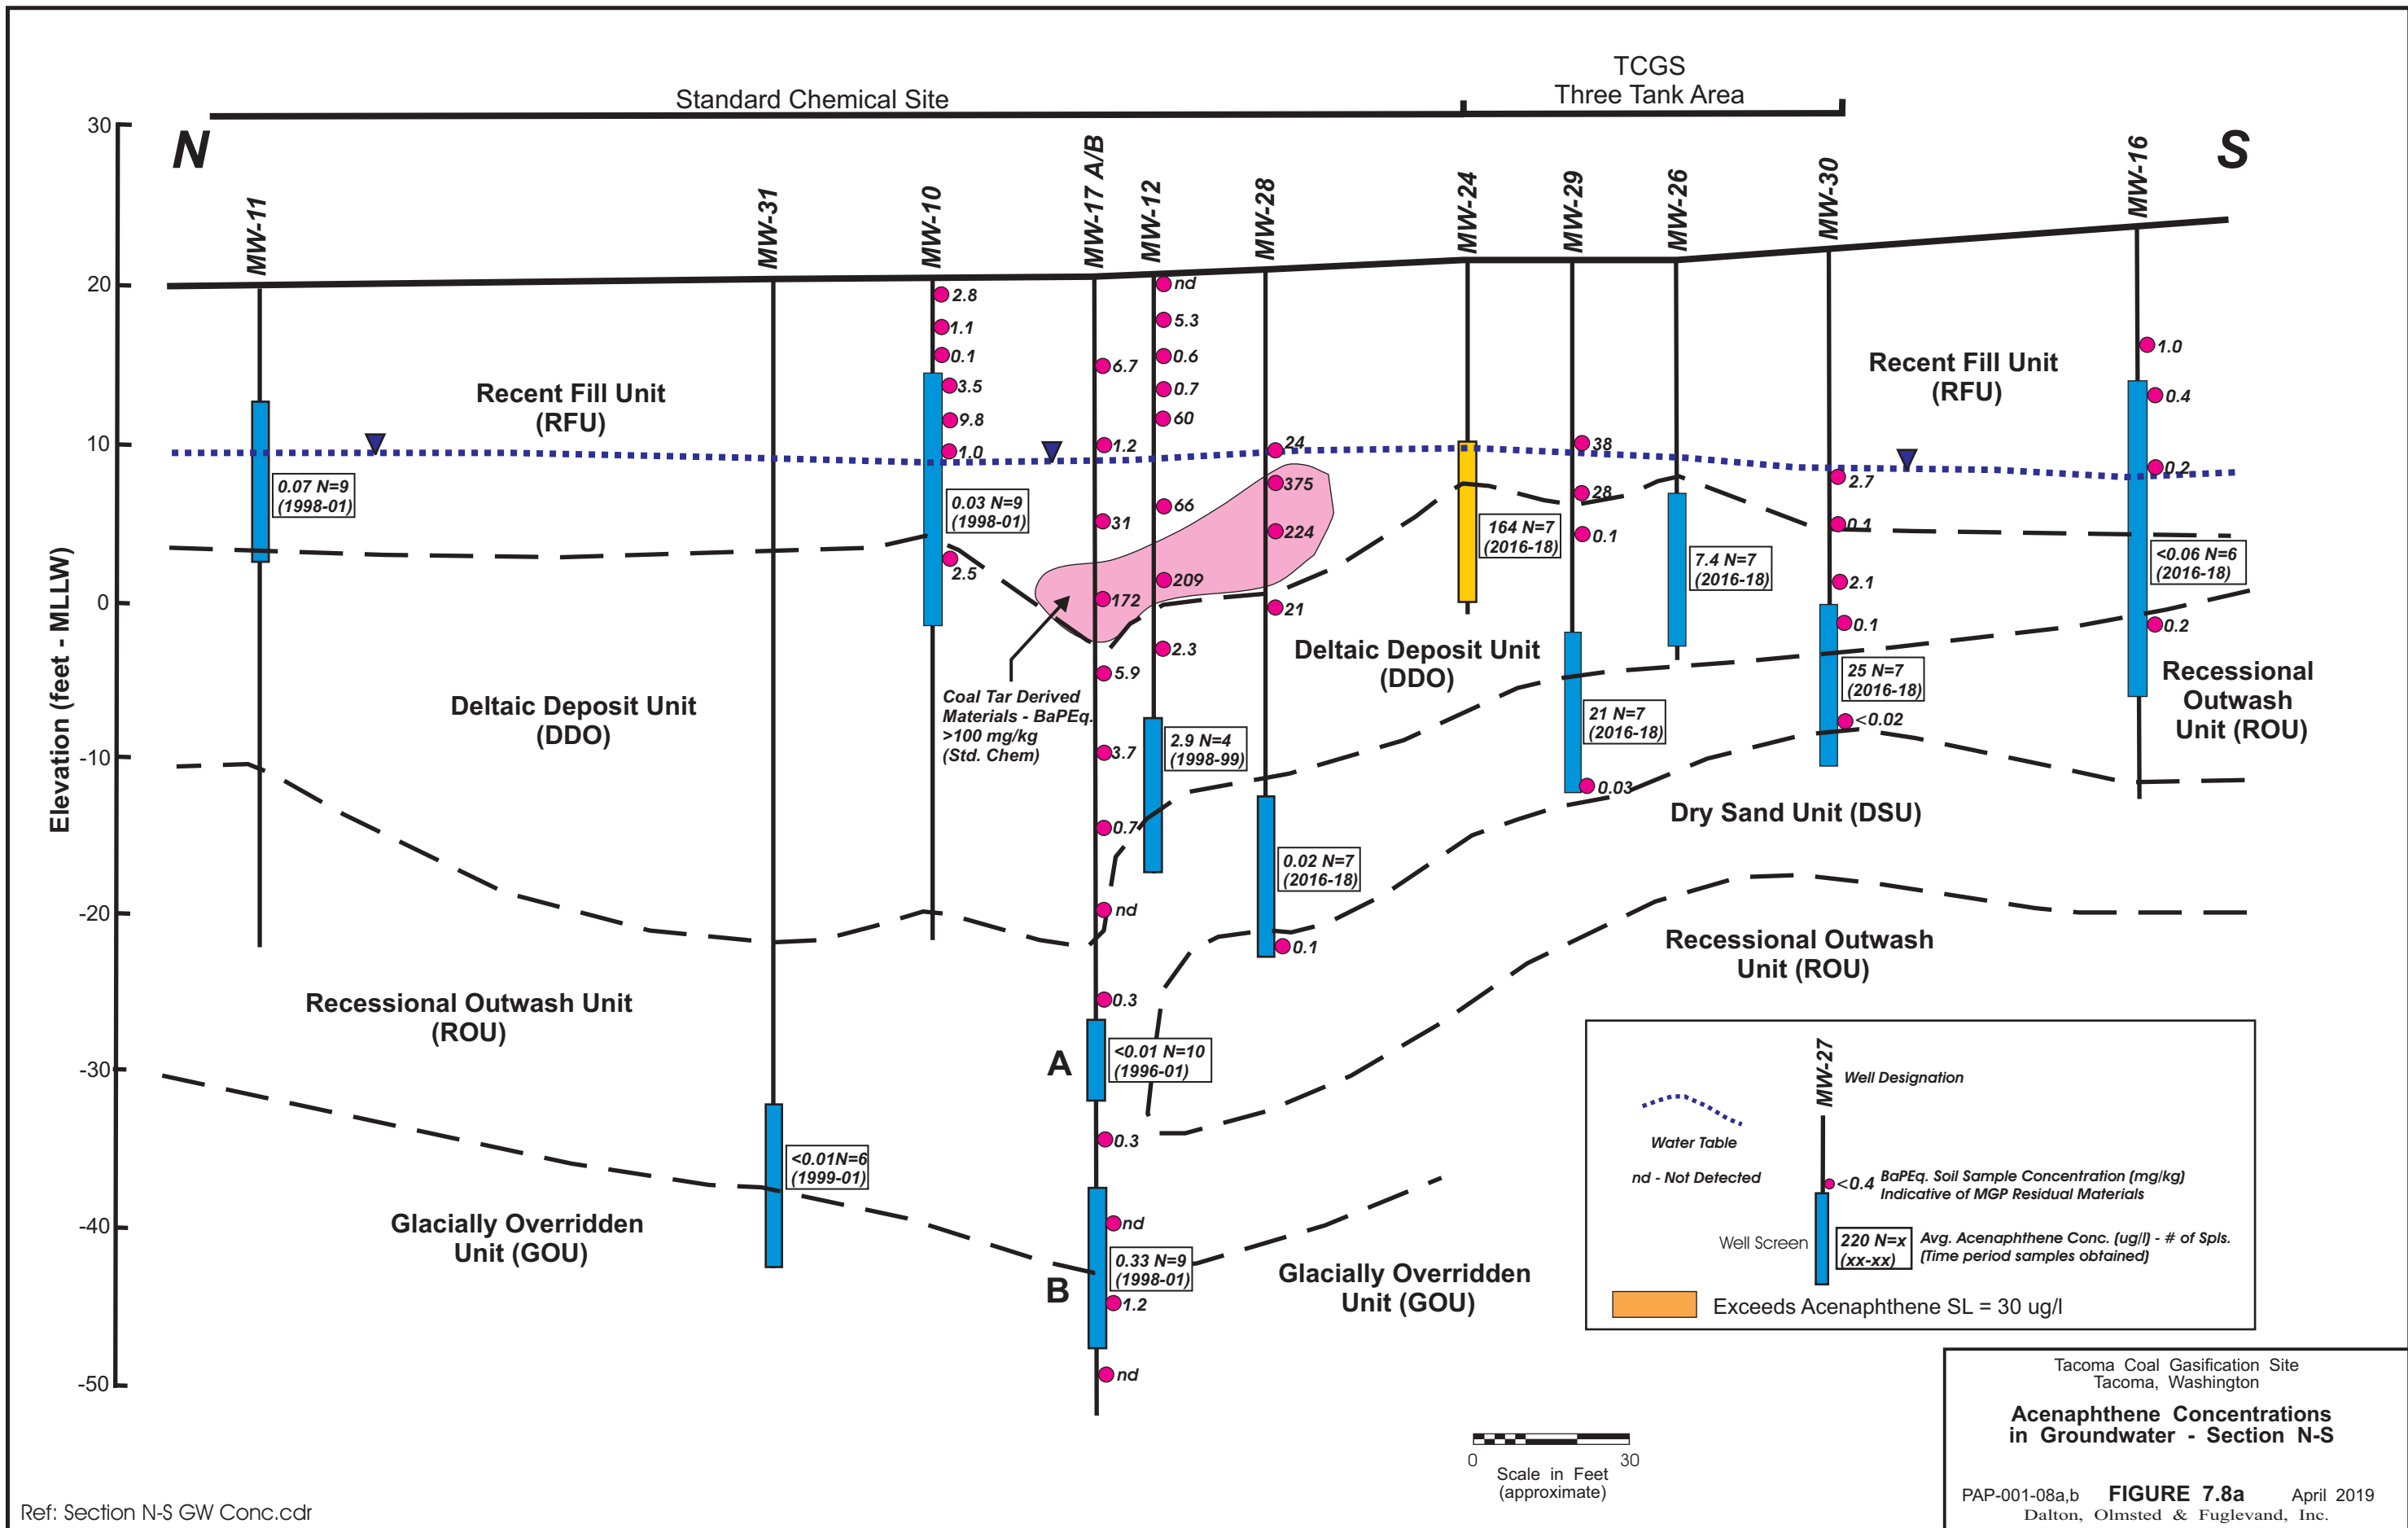 TCGS
Standard Chemical Site
Three Tank Area
N
S
MW-11
MW-31
MW-10
MW-17 A/B
MW-12
MW-28
MW-24
MW-29
MW-26
MW-30
MW-16
Elevation (feet - MLLW)
30
20
10
0
-10
-20
-30
-40
-50
Recent Fill Unit
(RFU)
Recent Fill Unit
(RFU)
0.07 N=9
(1998-01)
2.8
1.1
0.1
3.5
9.8
1.0
0.03 N=9
(1998-01)
2.5
6.7
1.2
31
172
5.9
3.7
0.7
nd
0.3
A
<0.01 N=10
(1996-01)
0.3
nd
0.33 N=9
(1998-01)
B
1.2
nd
nd
5.3
0.6
0.7
60
66
209
2.3
2.9 N=4
(1998-99)
24
375
224
21
0.02 N=7
(2016-18)
0.1
164 N=7
(2016-18)
38
28
0.1
21 N=7
(2016-18)
0.03
7.4 N=7
(2016-18)
2.7
0.1
2.1
0.1
25 N=7
(2016-18)
<0.02
1.0
0.4
0.2
<0.06 N=6
(2016-18)
0.2
<0.01N=6
(1999-01)
Coal Tar Derived
Materials - BaPEq.
>100 mg/kg
(Std. Chem)
Deltaic Deposit Unit
(DDO)
Deltaic Deposit Unit
(DDO)
Recessional
Outwash
Unit (ROU)
Dry Sand Unit (DSU)
Recessional Outwash
Unit (ROU)
Recessional Outwash Unit
(ROU)
Glacially Overridden
Unit (GOU)
Glacially Overridden
Unit (GOU)
MW-27
Well Designation
Water Table
nd - Not Detected
<0.4
BaPEq. Soil Sample Concentration (mg/kg)
Indicative of MGP Residual Materials
Well Screen
220 N=x
(xx-xx)
Avg. Acenaphthene Conc. (ug/l) - # of Spls.
(Time period samples obtained)
Exceeds Acenaphthene SL = 30 ug/l
0 30
Scale in Feet
(approximate)
Tacoma Coal Gasification Site
Tacoma, Washington
Acenaphthene Concentrations
in Groundwater - Section N-S
PAP-001-08a,b FIGURE 7.8a April 2019
Dalton, Olmsted & Fuglevand, Inc.
Ref: Section N-S GW Conc.cdr